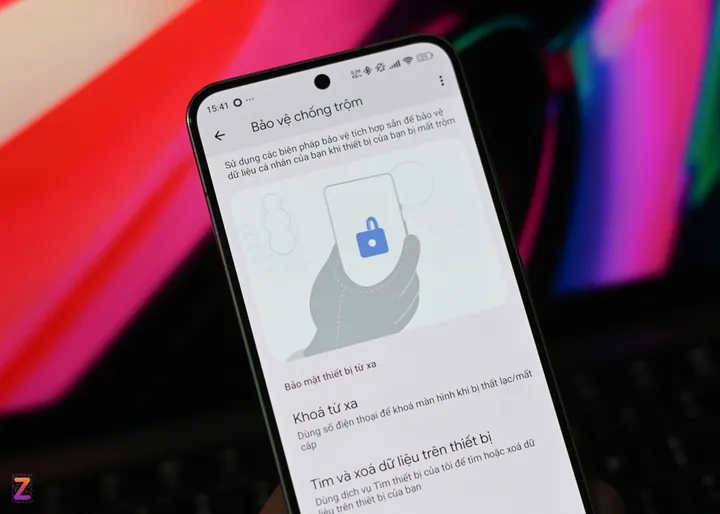 15:41
Bảo vệ chống trộm
Sử dụng các biện pháp bảo vệ tích hợp sẵn để bảo vệ
dữ liệu cá nhân của bạn khi thiết bị của bạn bị mất trộm
Bảo mật thiết bị từ xa
Khoá từ xa
Dùng số điện thoại để khoá màn hình khi bị thất lạc/mất
cắp
Tìm và xoá dữ liệu trên thiết bị
Dùng dịch vụ Tìm thiết bị của tôi để tìm hoặc xoá dữ
liệu trên thiết bị của bạn
Z